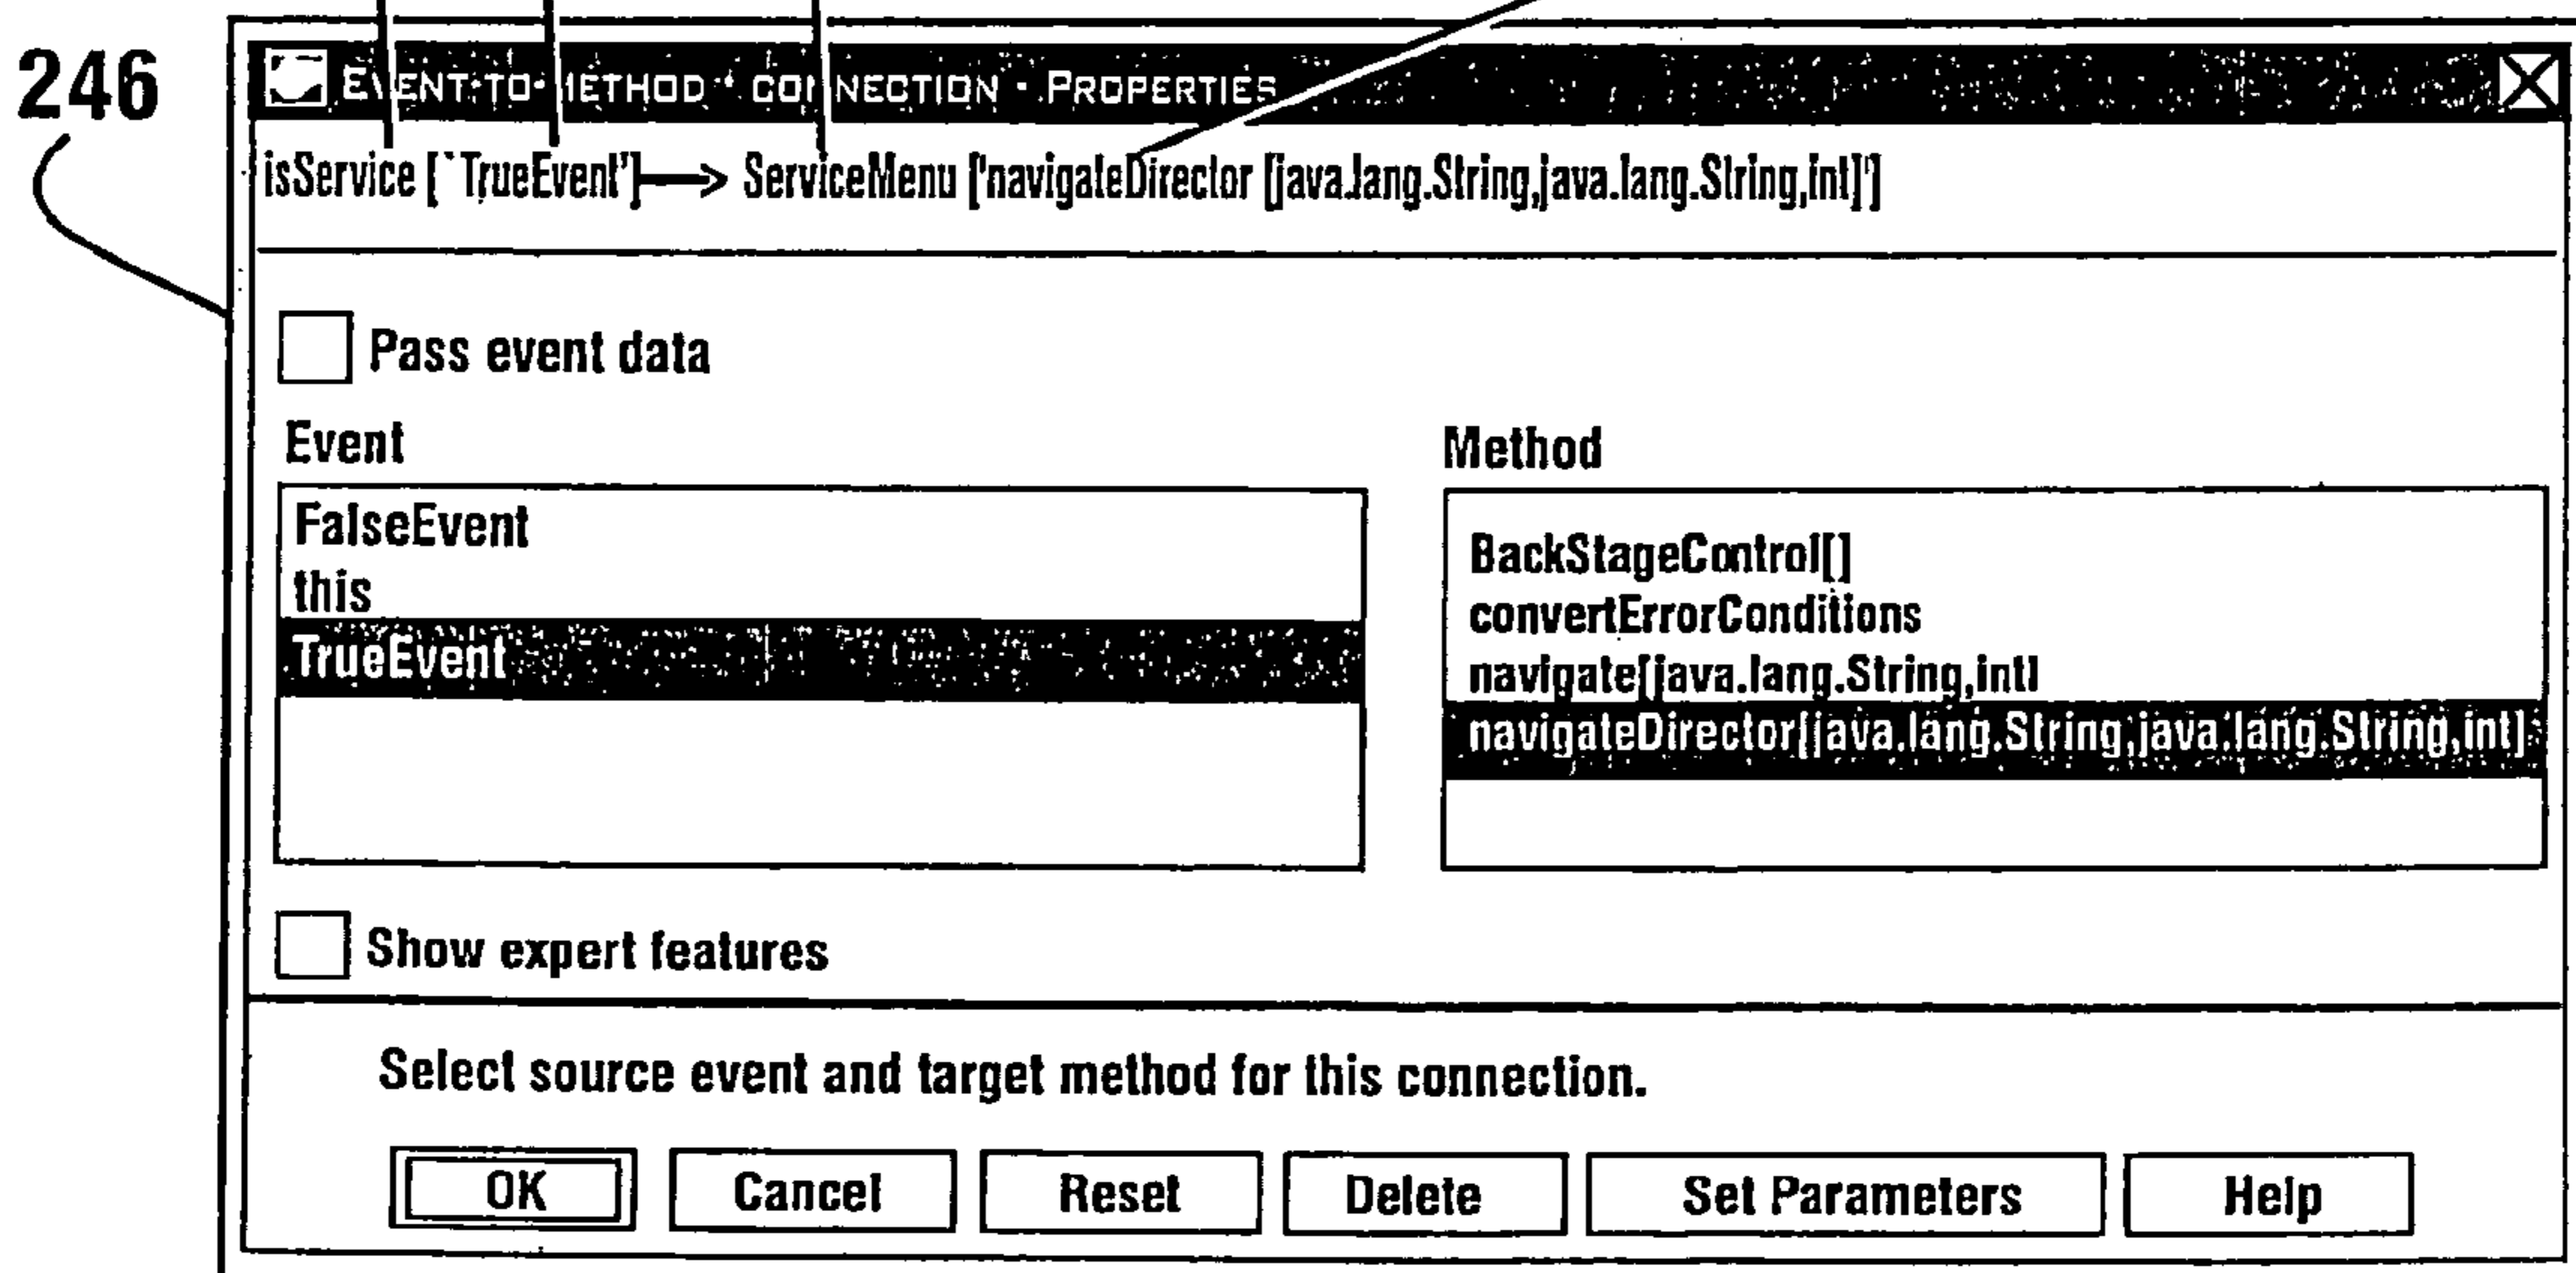 246
EVENT-TO-METHOD - CONNECTION - PROPERTIES
isService [`TrueEvent'] —> ServiceMenu ['navigateDirector [java.lang.String,java.lang.String,int]']
Pass event data
Event
FalseEvent
this
TrueEvent
Method
BackStageControl[]
convertErrorConditions
navigate[java.lang.String,int]
navigateDirector[java.lang.String,java.lang.String,int]
Show expert features
Select source event and target method for this connection.
OK Cancel Reset Delete Set Parameters Help